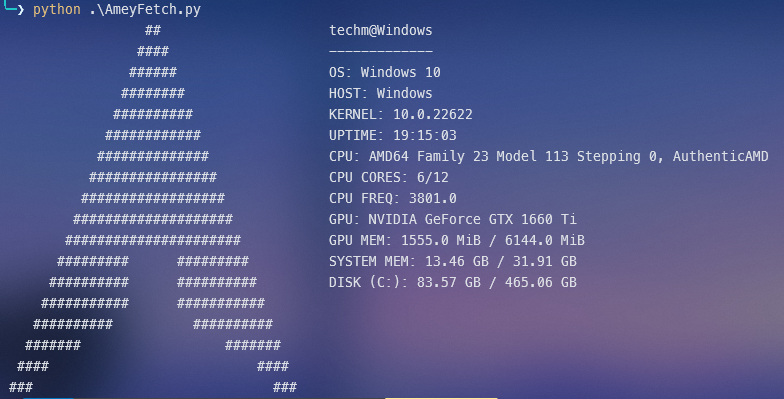 ❯ python .\AmeyFetch.py
                 ##                     techm@Windows
                ####                    —————————————
               ######                   OS: Windows 10
              ########                  HOST: Windows
             ##########                 KERNEL: 10.0.22622
            ############                UPTIME: 19:15:03
           ##############               CPU: AMD64 Family 23 Model 113 Stepping 0, AuthenticAMD
          ################              CPU CORES: 6/12
         ##################             CPU FREQ: 3801.0
        ####################            GPU: NVIDIA GeForce GTX 1660 Ti
       ######################           GPU MEM: 1555.0 MiB / 6144.0 MiB
      #########      #########          SYSTEM MEM: 13.46 GB / 31.91 GB
     ##########      ##########         DISK (C:): 83.57 GB / 465.06 GB
    ###########      ###########
   ##########          ##########
  #######                  #######
 ####                          ####
###                              ###